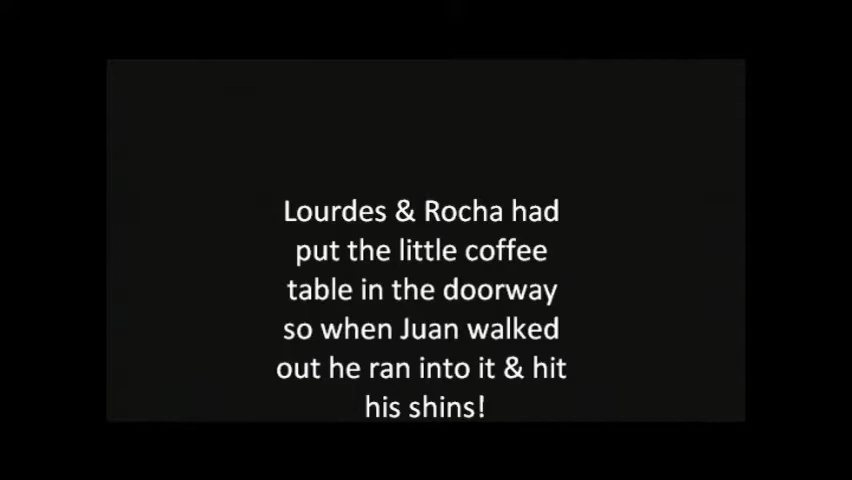 Lourdes & Rocha had
put the little coffee
table in the doorway
so when Juan walked
out he ran into it & hit
his shins!